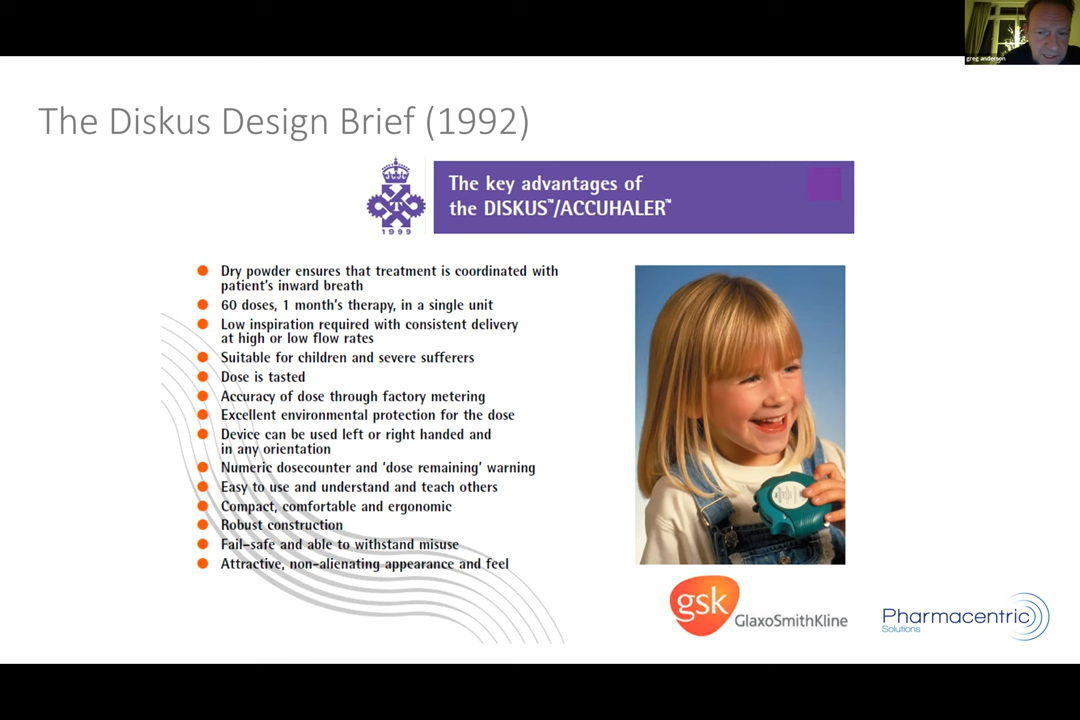 greg anderson
The Diskus Design Brief (1992)
The key advantages of
the DISKUS™/ACCUHALER™
T
1999
Dry powder ensures that treatment is coordinated with
patient's inward breath
60 doses, 1 month's therapy, in a single unit
Low inspiration required with consistent delivery
at high or low flow rates
Suitable for children and severe sufferers
Dose is tasted
Accuracy of dose through factory metering
Excellent environmental protection for the dose
Device can be used left or right handed and
in any orientation
Numeric dosecounter and 'dose remaining' warning
Easy to use and understand and teach others
Compact, comfortable and ergonomic
Robust construction
Fail-safe and able to withstand misuse
Attractive, non-alienating appearance and feel
gsk
GlaxoSmithKline
Pharmacentric
Solutions